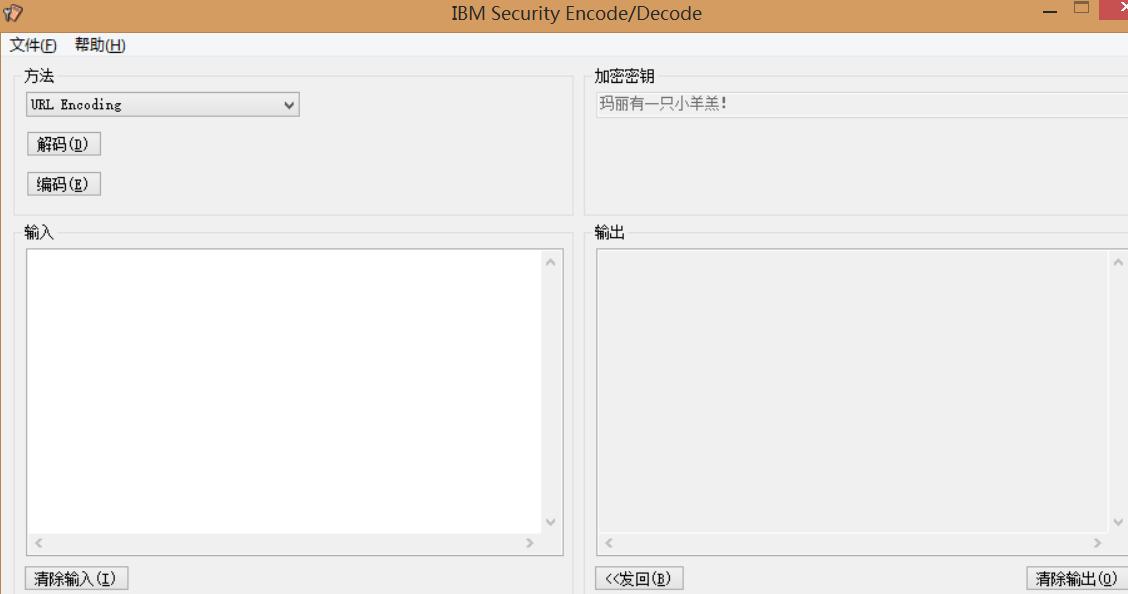 IBM Security Encode/Decode
文件(F) 帮助(H)
方法
URL Encoding
解码(D)
编码(E)
加密密钥
玛丽有一只小羊羔!
输入
输出
清除输入(I)
<<发回(B)
清除输出(O)